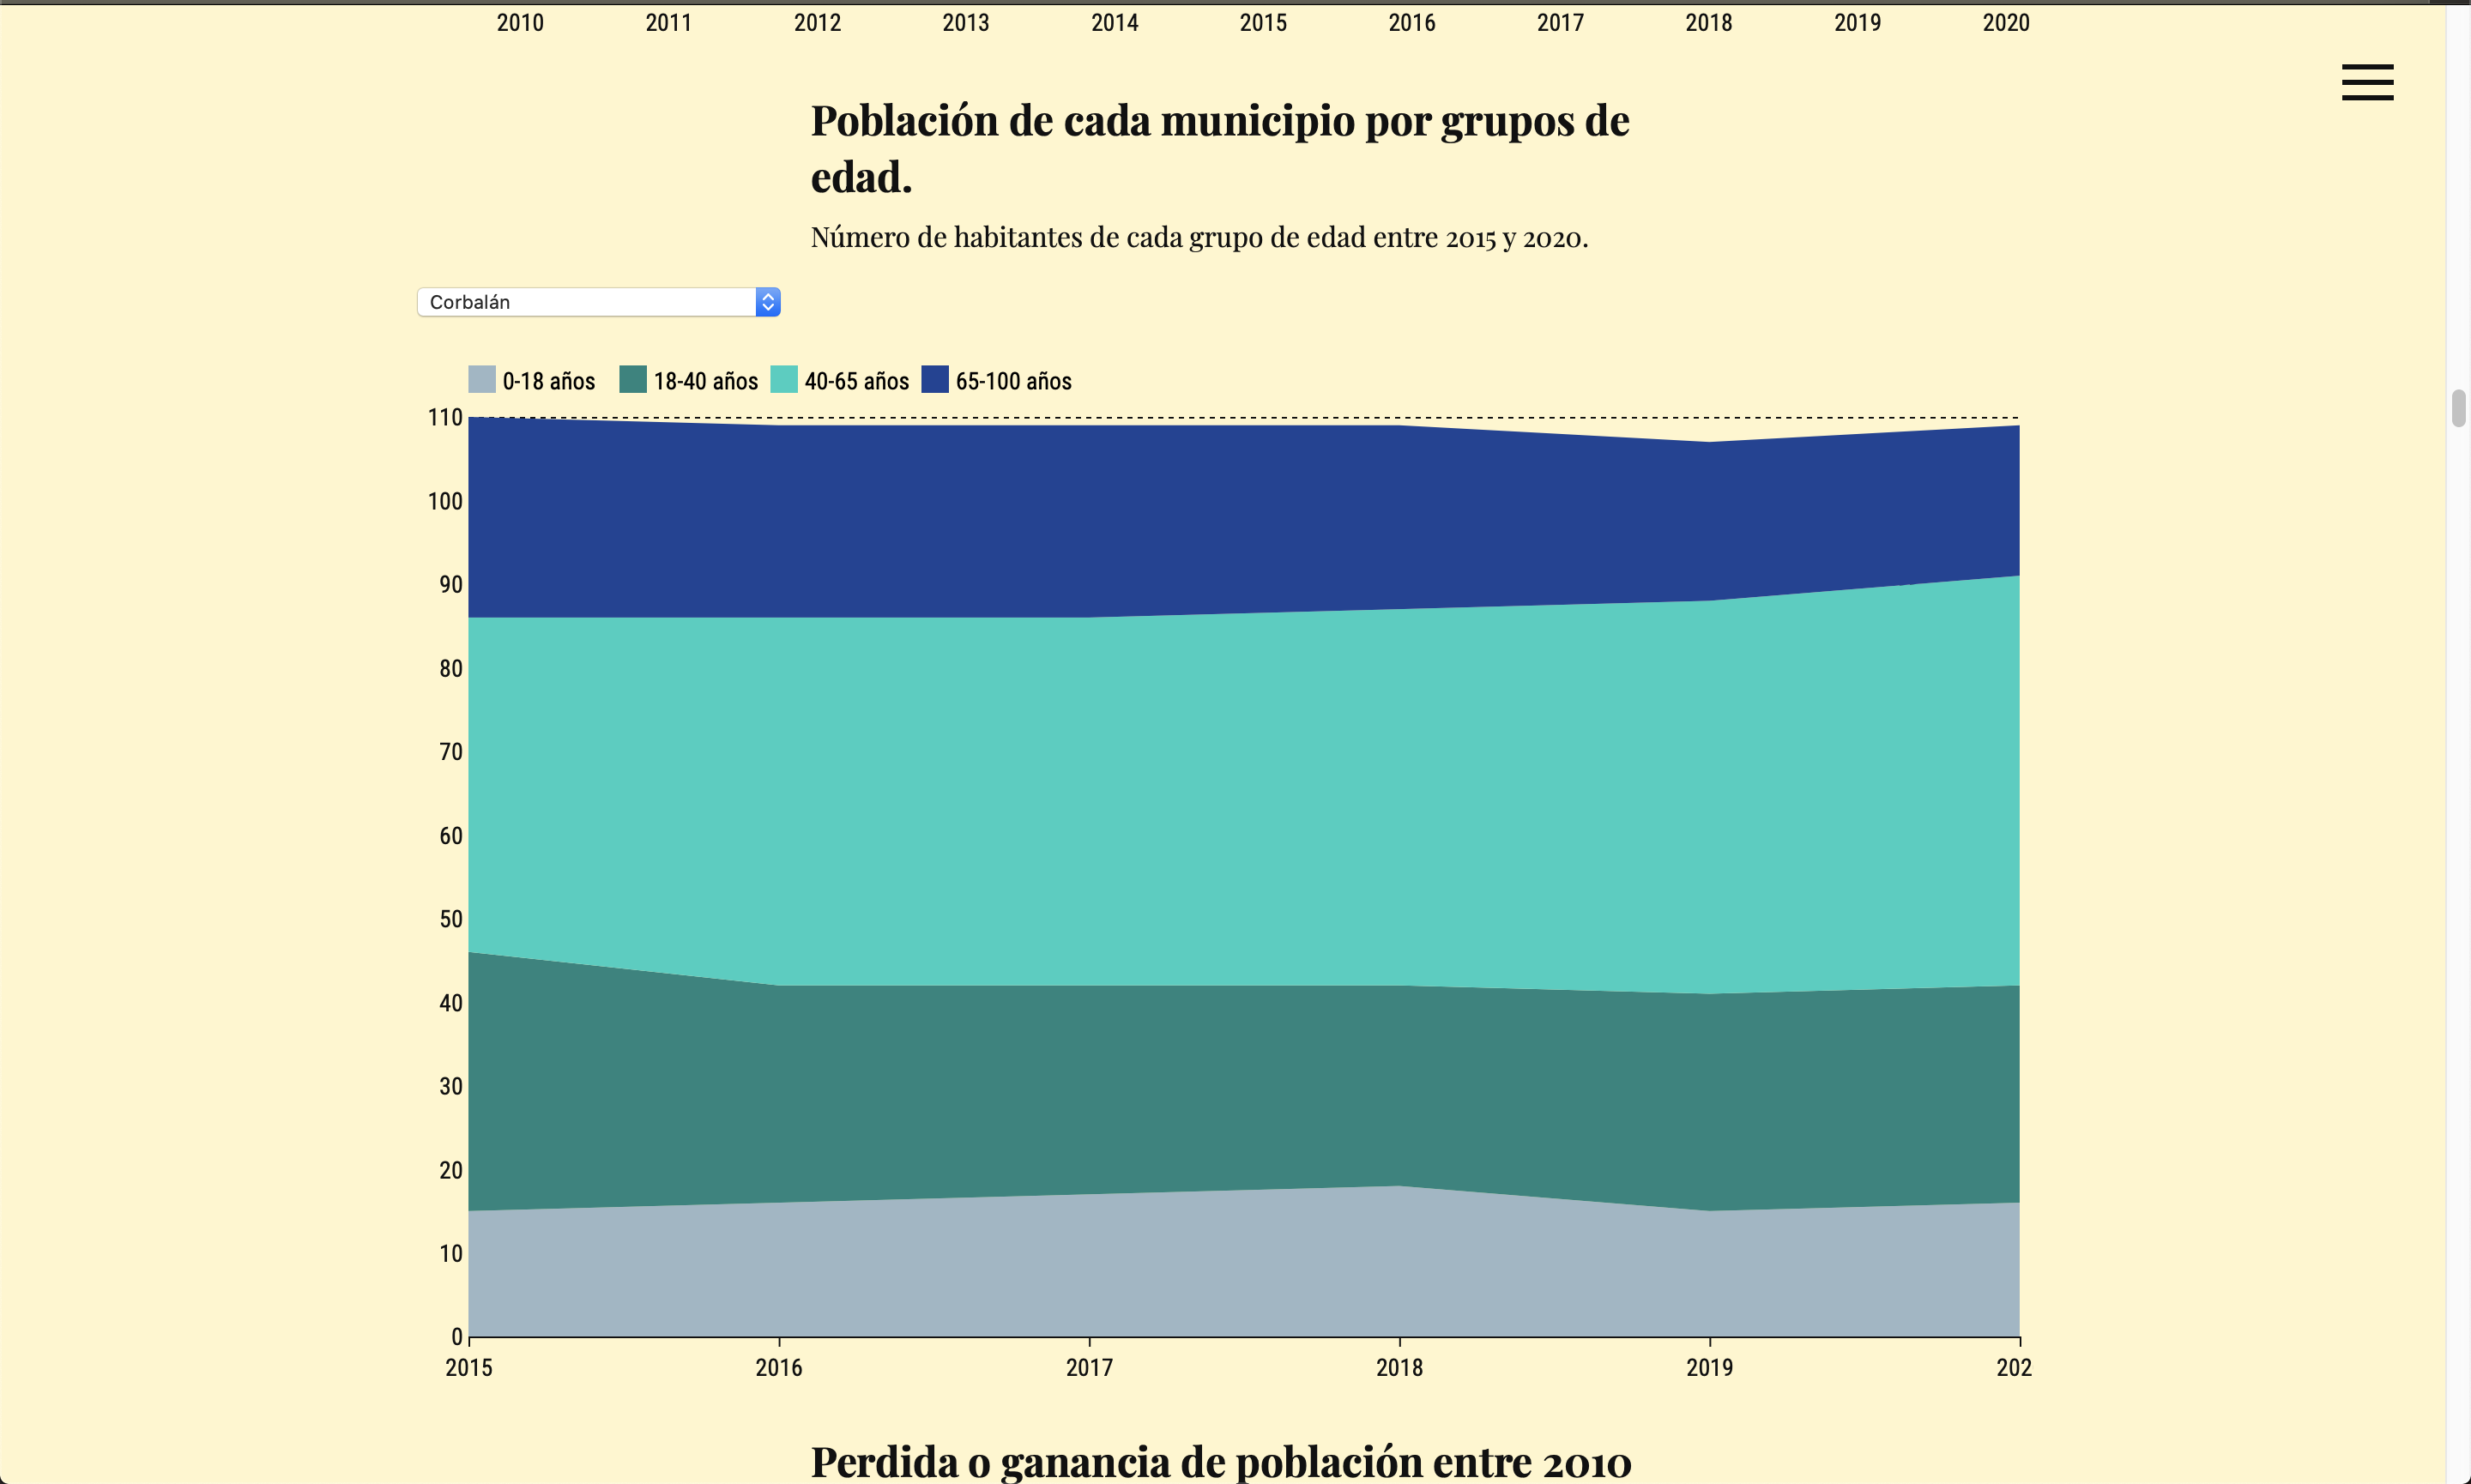 2010 2011 2012 2013 2014 2015 2016 2017 2018 2019 2020
Población de cada municipio por grupos de
edad.
Número de habitantes de cada grupo de edad entre 2015 y 2020.
Corbalán
0-18 años 18-40 años 40-65 años 65-100 años
110
100
90
80
70
60
50
40
30
20
10
0
2015 2016 2017 2018 2019 202
Perdida o ganancia de población entre 2010